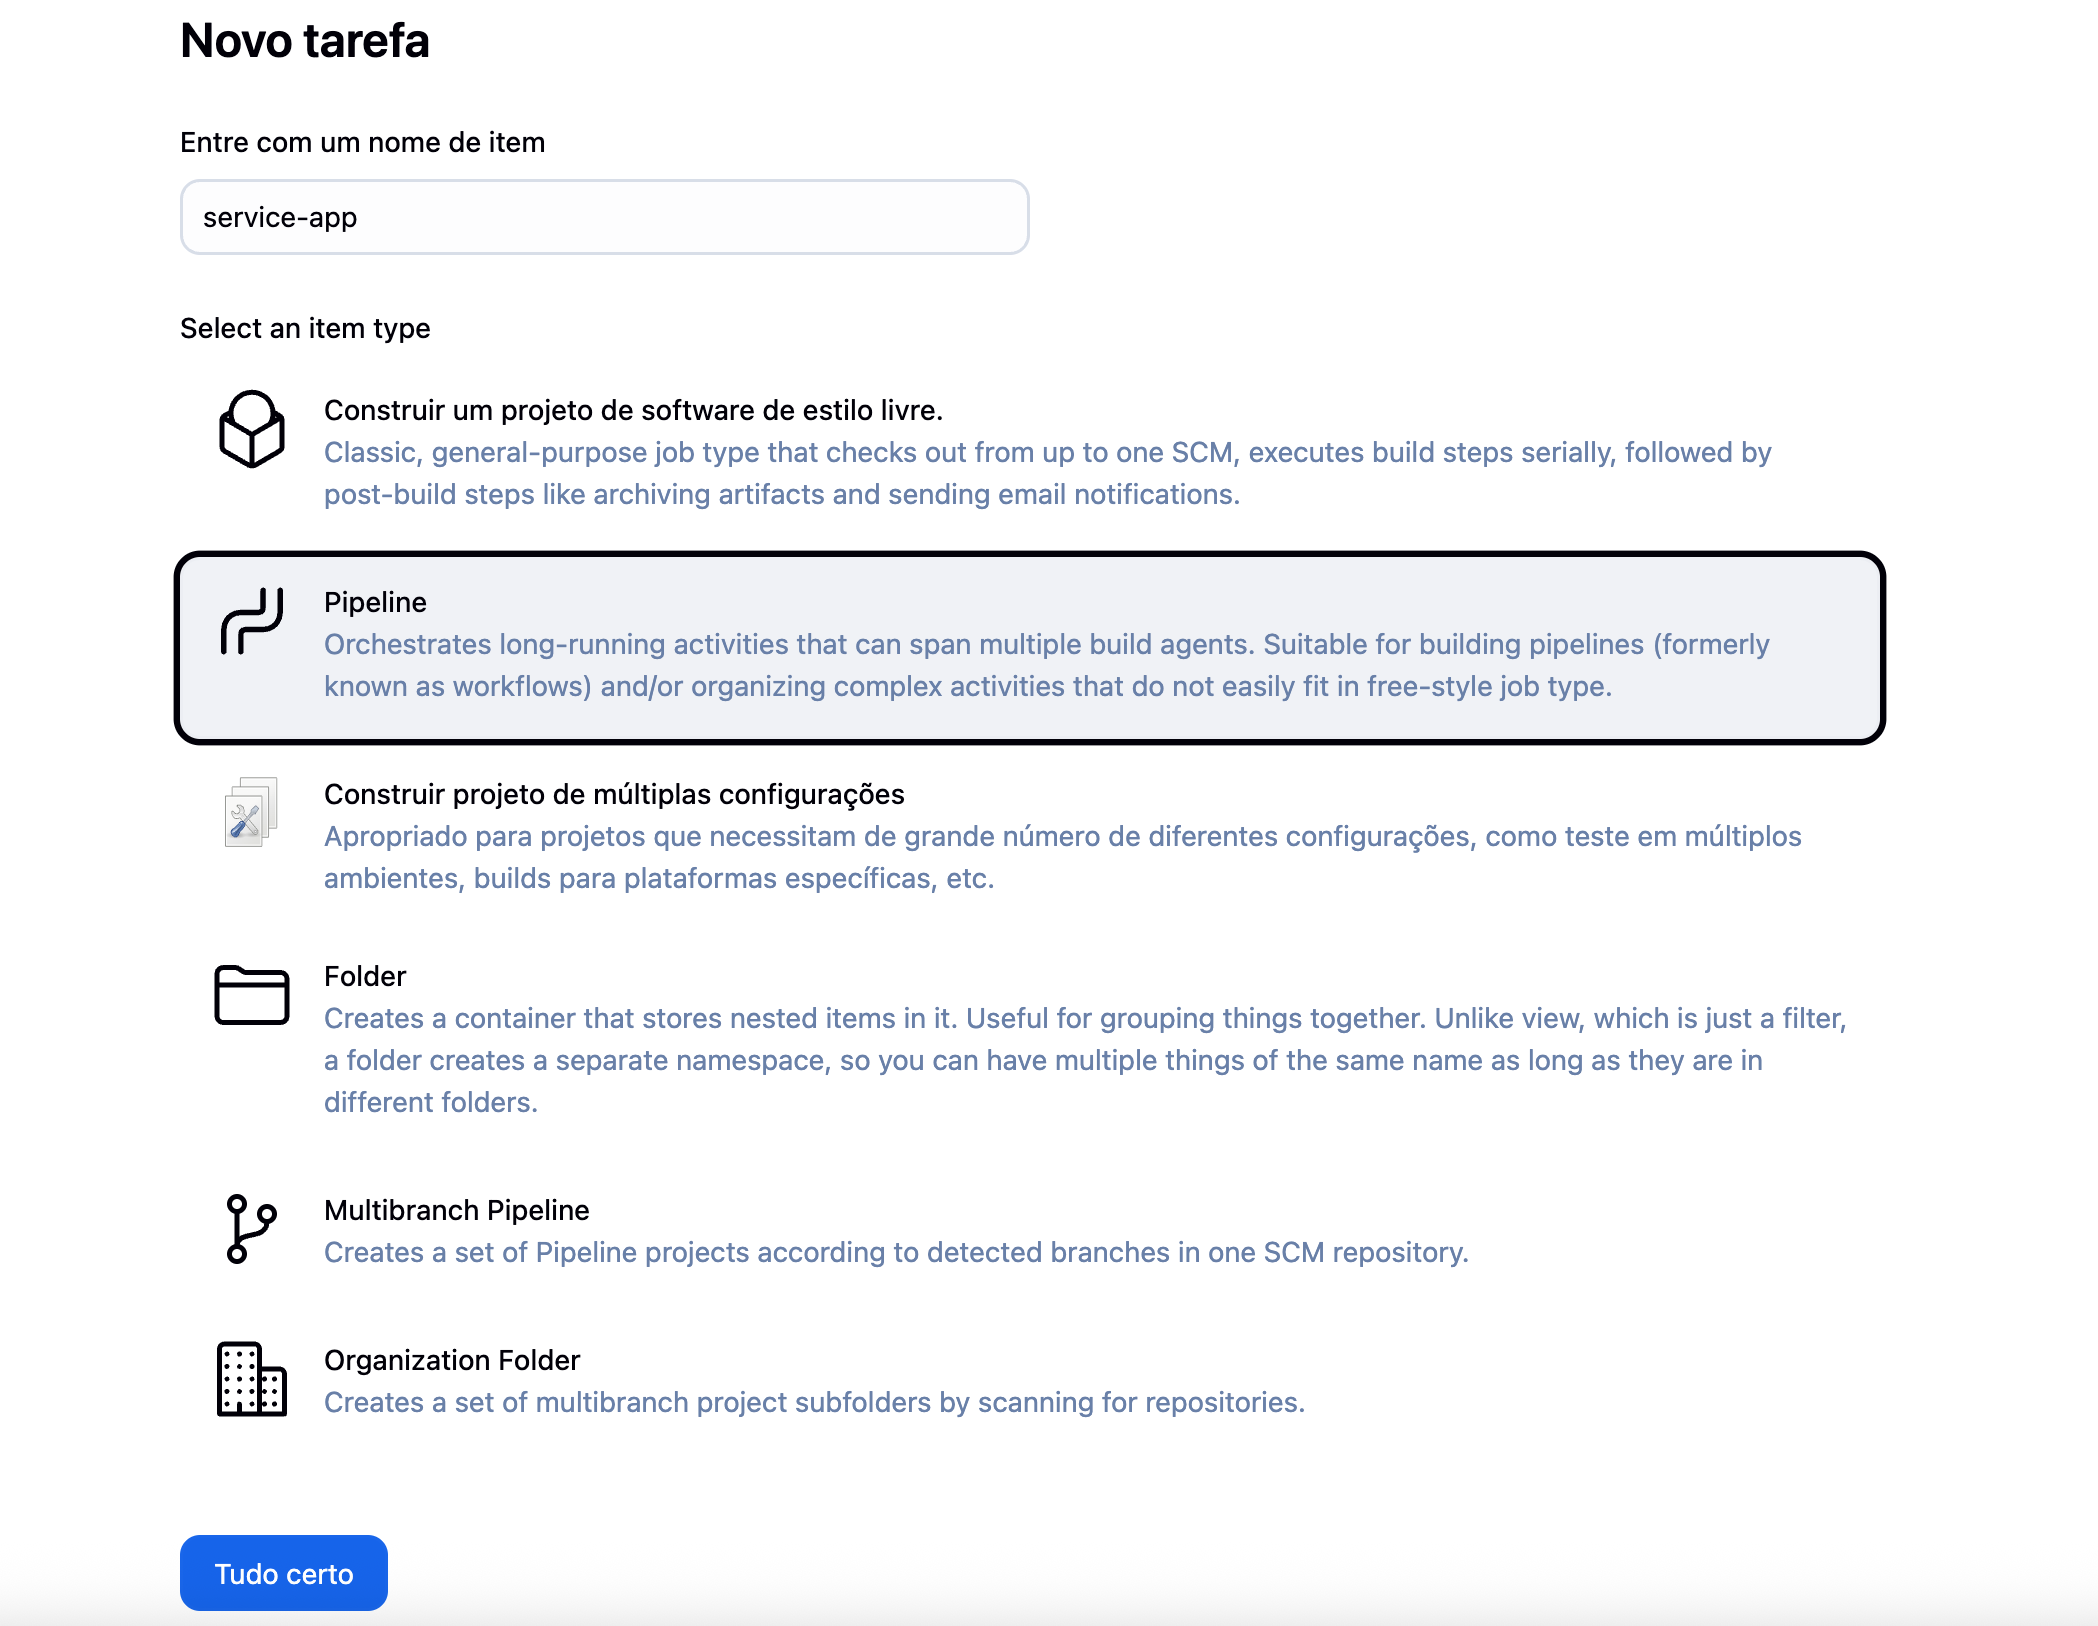 Novo tarefa
Entre com um nome de item
service-app
Select an item type
Construir um projeto de software de estilo livre.
Classic, general-purpose job type that checks out from up to one SCM, executes build steps serially, followed by
post-build steps like archiving artifacts and sending email notifications.
Pipeline
Orchestrates long-running activities that can span multiple build agents. Suitable for building pipelines (formerly
known as workflows) and/or organizing complex activities that do not easily fit in free-style job type.
Construir projeto de múltiplas configurações
Apropriado para projetos que necessitam de grande número de diferentes configurações, como teste em múltiplos
ambientes, builds para plataformas específicas, etc.
Folder
Creates a container that stores nested items in it. Useful for grouping things together. Unlike view, which is just a filter,
a folder creates a separate namespace, so you can have multiple things of the same name as long as they are in
different folders.
Multibranch Pipeline
Creates a set of Pipeline projects according to detected branches in one SCM repository.
Organization Folder
Creates a set of multibranch project subfolders by scanning for repositories.
Tudo certo